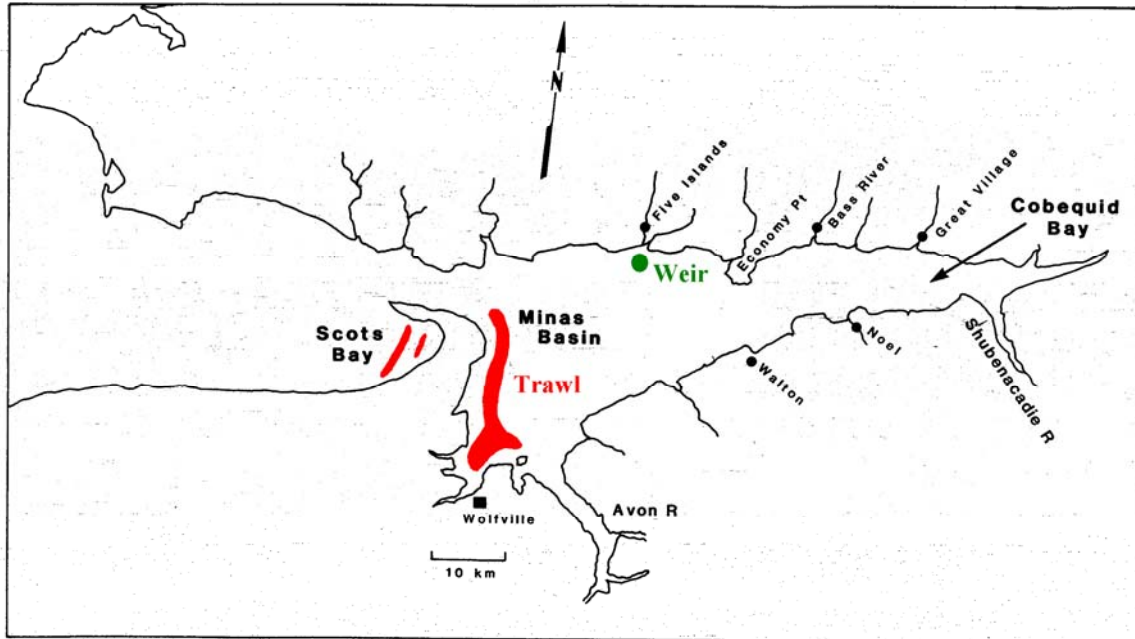 N
Five Islands
Economy Pt
Bass River
Great Village
Cobequid
Bay
Weir
Scots
Bay
Minas
Basin
Trawl
Noel
Walton
Shubenacadie R
Avon R
Wolfville
10 km